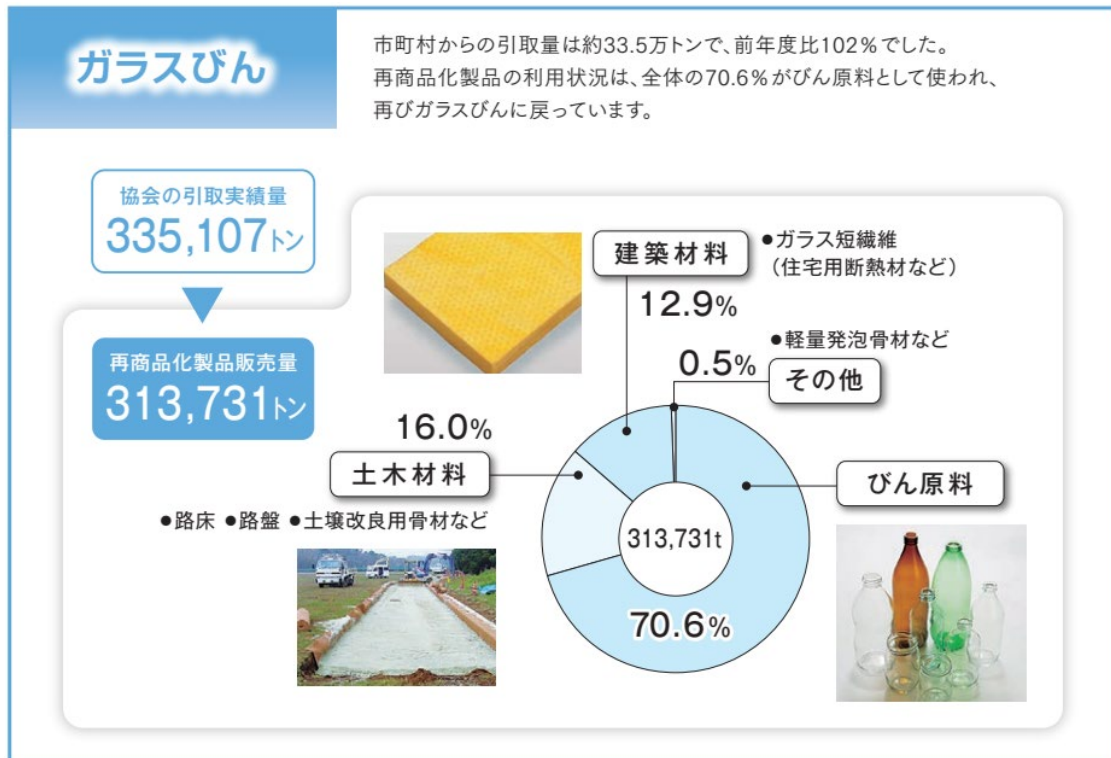 ガラスびん
市町村からの引取量は約33.5万トンで、前年度比102％でした。
再商品化製品の利用状況は、全体の70.6％がびん原料として使われ、
再びガラスびんに戻っています。
協会の引取実績量
335,107トン
再商品化製品販売量
313,731トン
建築材料
●ガラス短繊維
（住宅用断熱材など）
12.9%
●軽量発泡骨材など
0.5%
その他
16.0%
土木材料
●路床 ●路盤 ●土壌改良用骨材など
びん原料
313,731t
70.6%